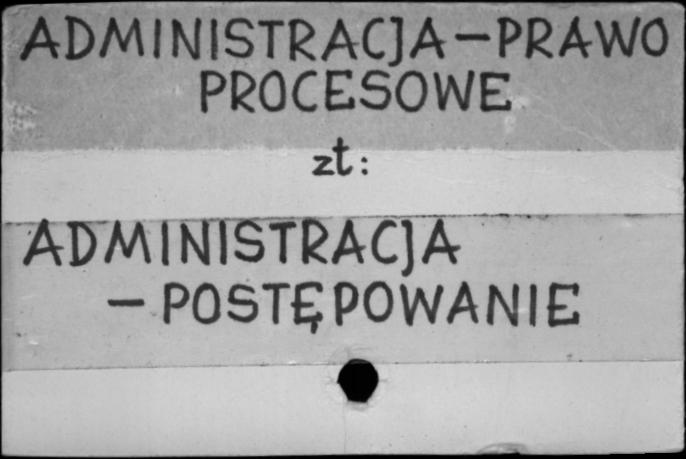 ADMINISTRACJA – PRAWO
PROCESOWE
zt:
ADMINISTRACJA
– POSTĘPOWANIE